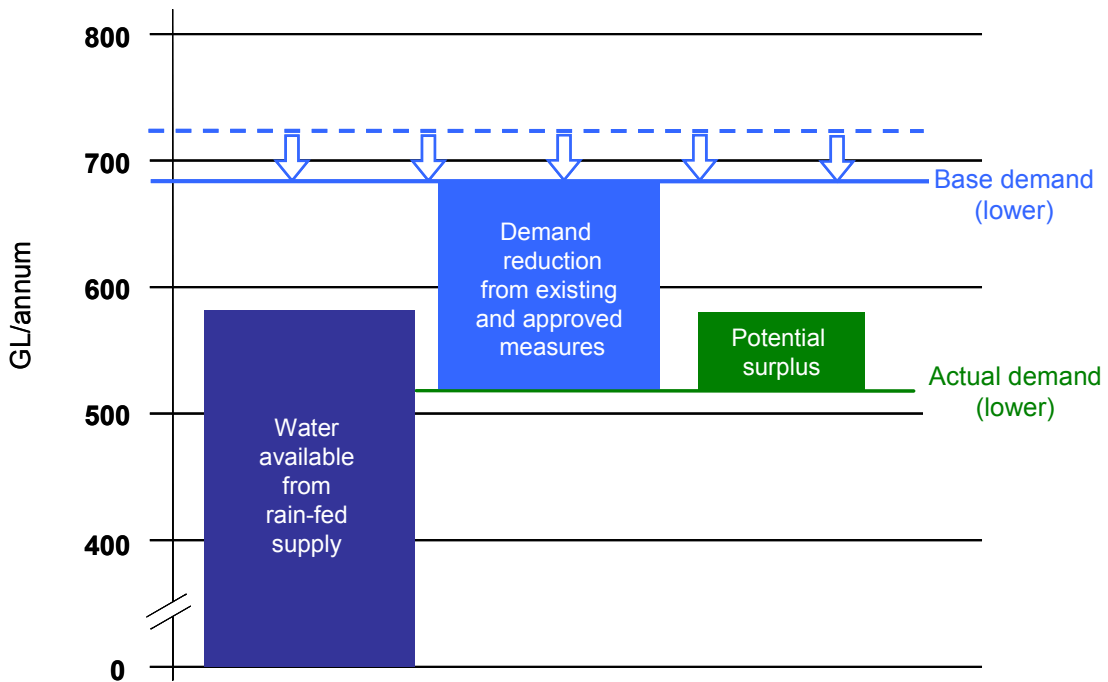 800
700
600
500
400
0
GL/annum
Water
available
from
rain-fed
supply
Demand
reduction
from existing
and approved
measures
Potential
surplus
Base demand
(lower)
Actual demand
(lower)